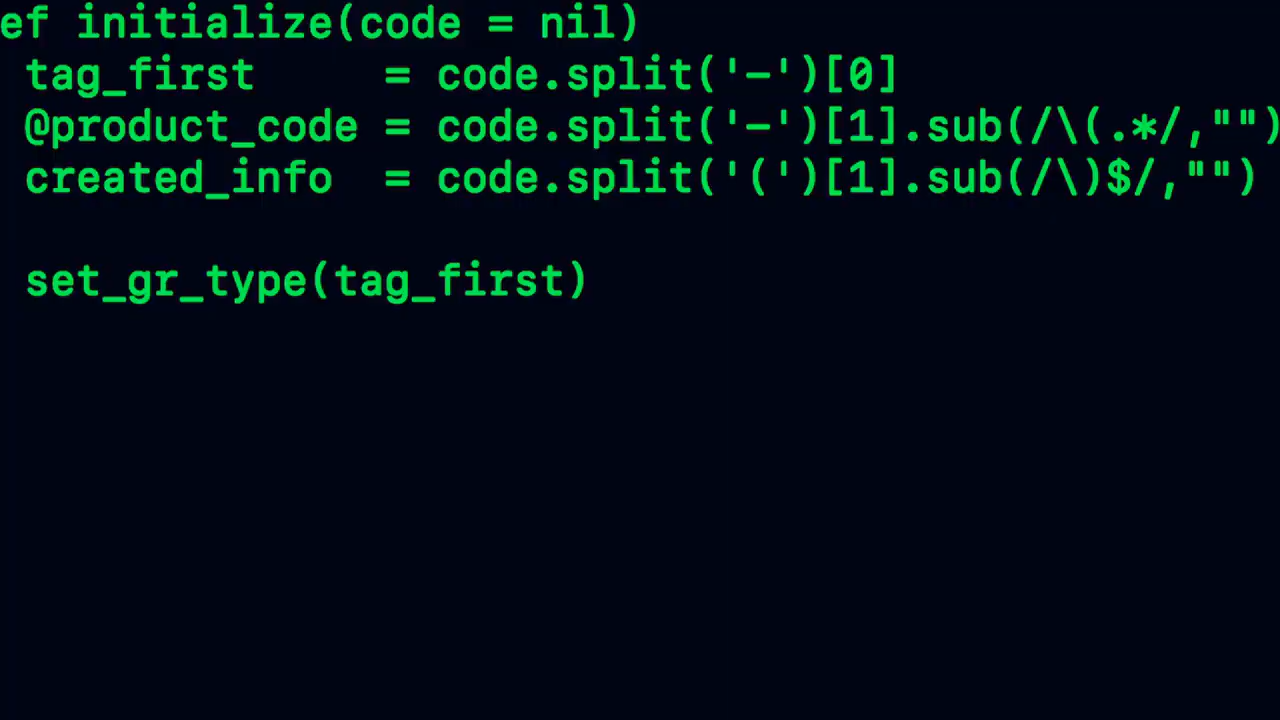 ef initialize(code = nil)
tag_first     = code.split('-')[0]
@product_code = code.split('-')[1].sub(/\(.*/,"")
created_info  = code.split('(')[1].sub(/\)$/,"")
set_gr_type(tag_first)